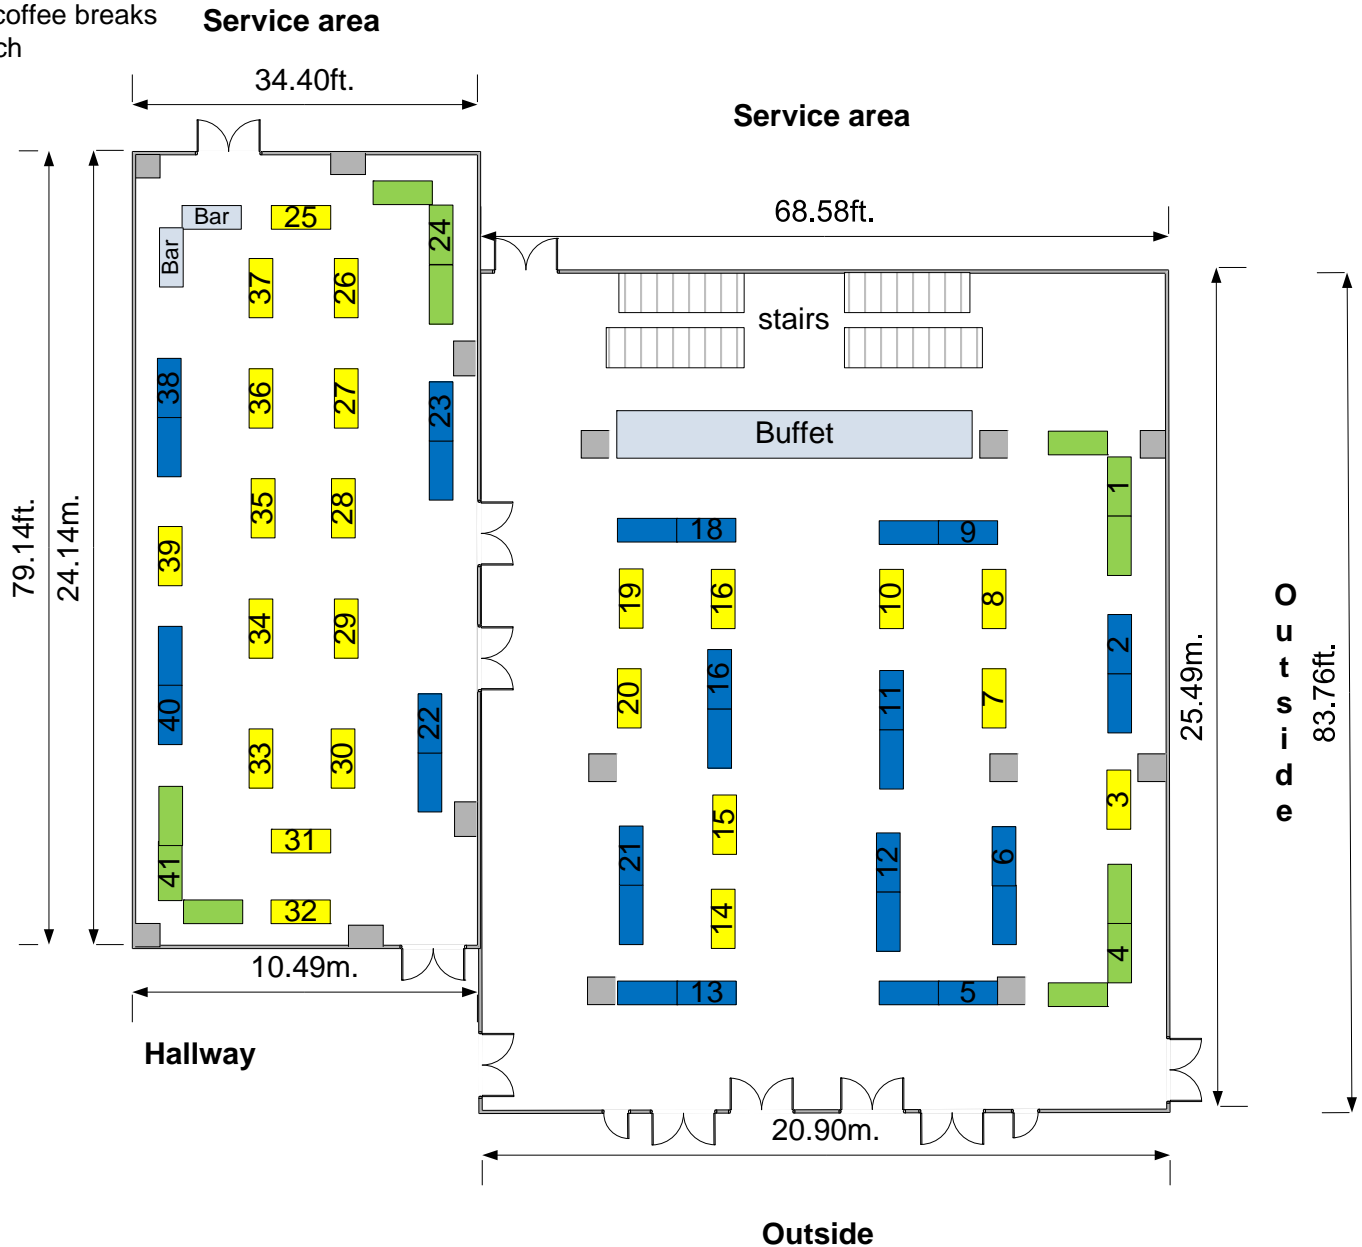 coffee breaks
ch
Service area
34.40ft.
Service area
68.58ft.
Bar
25
24
Bar
37
26
stairs
38
36
27
23
Buffet
1
79.14ft.
24.14m.
35
28
18
9
39
19
16
10
8
Outside
34
29
2
16
11
20
7
25.49m.
83.76ft.
40
22
33
30
3
15
31
21
12
6
41
14
32
4
10.49m.
13
5
Hallway
20.90m.
Outside